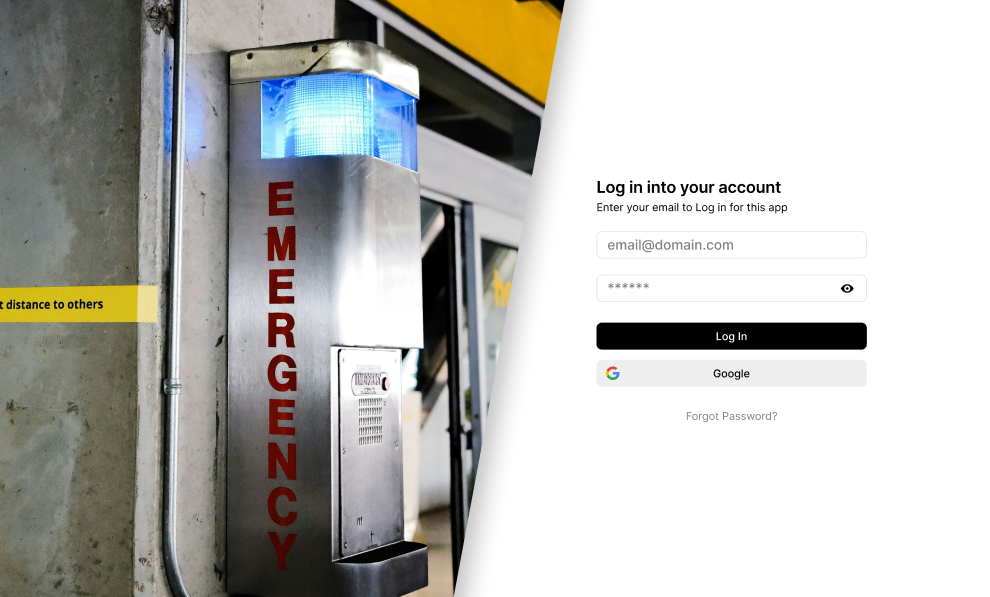 t distance to others
EMERGENCY
Log in into your account
Enter your email to Log in for this app
email@domain.com
******
Log In
Google
Forgot Password?